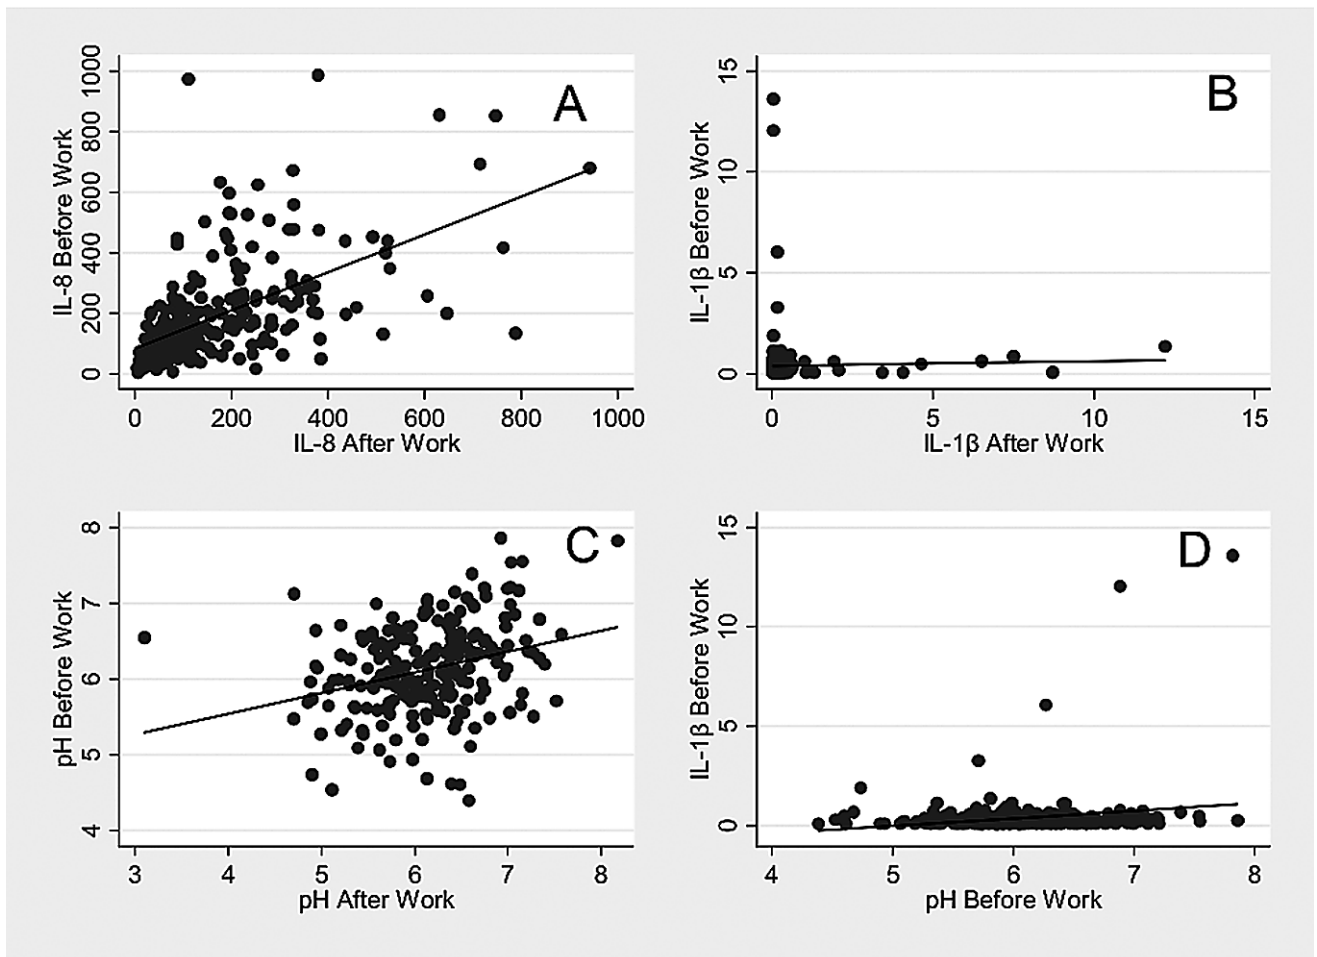 A
IL-8 Before Work
1000
800
600
400
200
0
0 200 400 600 800 1000
IL-8 After Work
B
IL-1β Before Work
15
10
5
0
0 5 10 15
IL-1β After Work
C
pH Before Work
8
7
6
5
4
3 4 5 6 7 8
pH After Work
D
IL-1β Before Work
15
10
5
0
4 5 6 7 8
pH Before Work